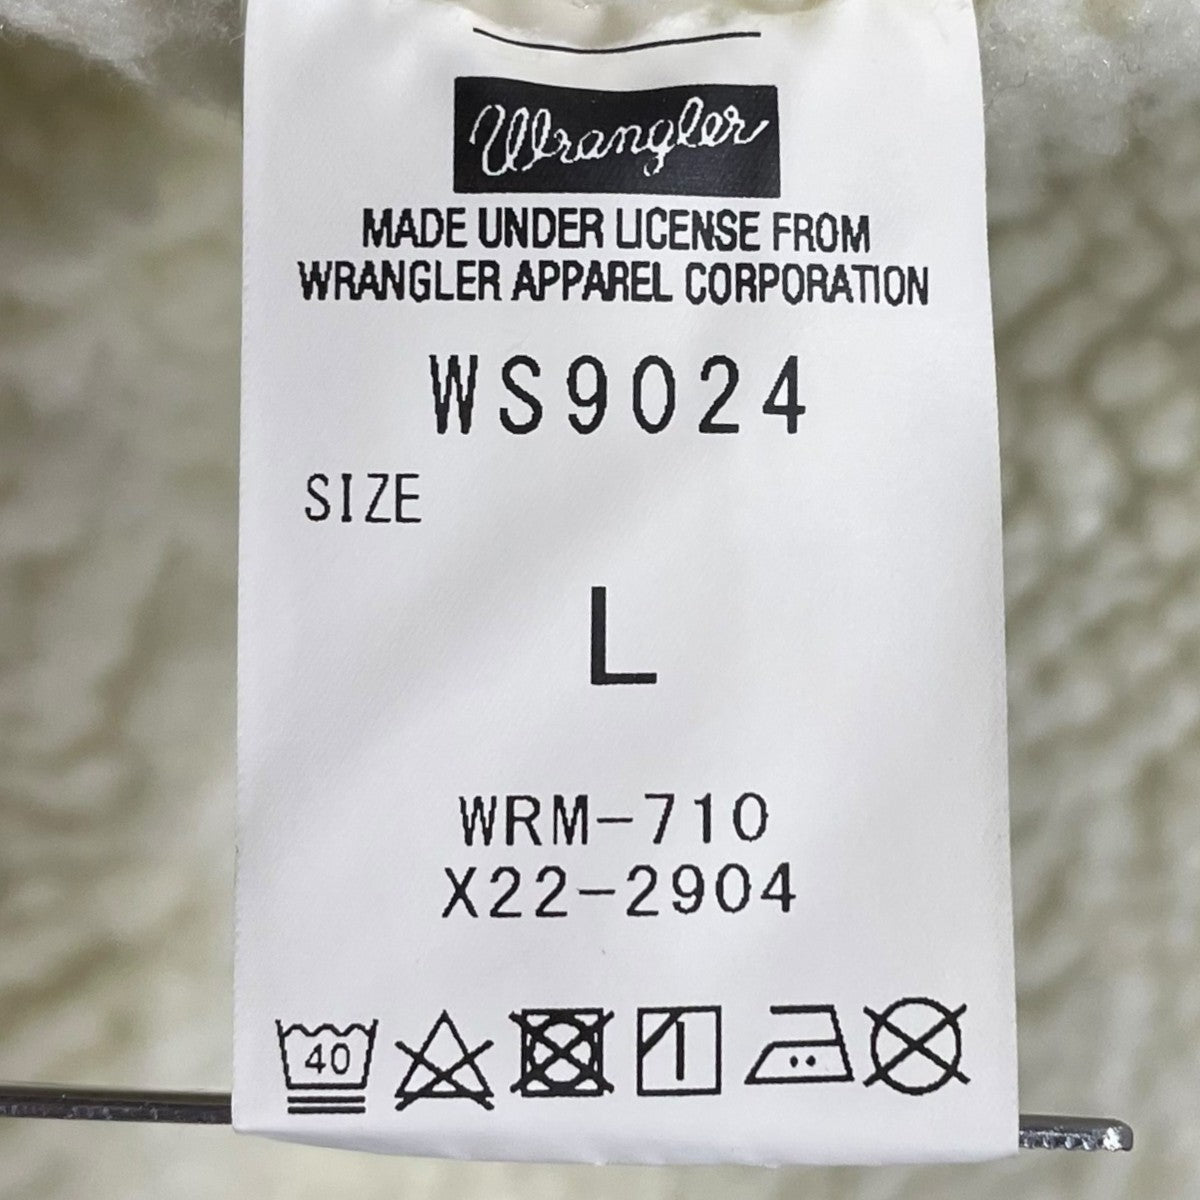 Wrangler
MADE UNDER LICENSE FROM
WRANGLER APPAREL CORPORATION
WS9024
SIZE
L
WRM-710
X22-2904
40